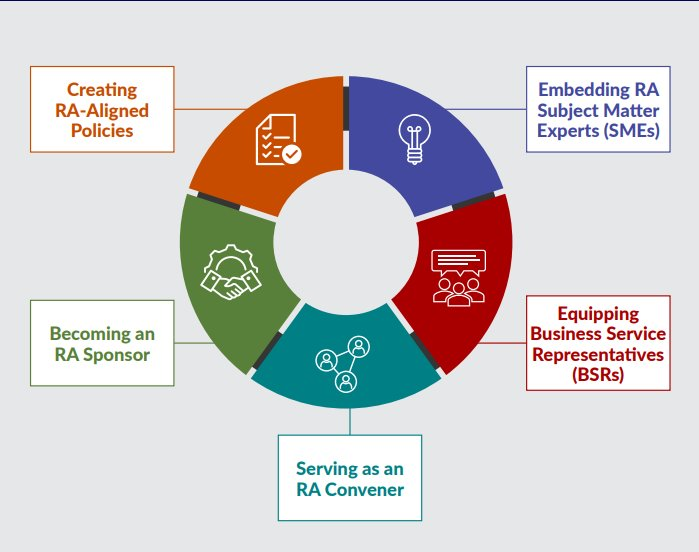 Creating
RA-Aligned
Policies
Embedding RA
Subject Matter
Experts (SMEs)
Equipping
Business Service
Representatives
(BSRs)
Serving as an
RA Convener
Becoming an
RA Sponsor